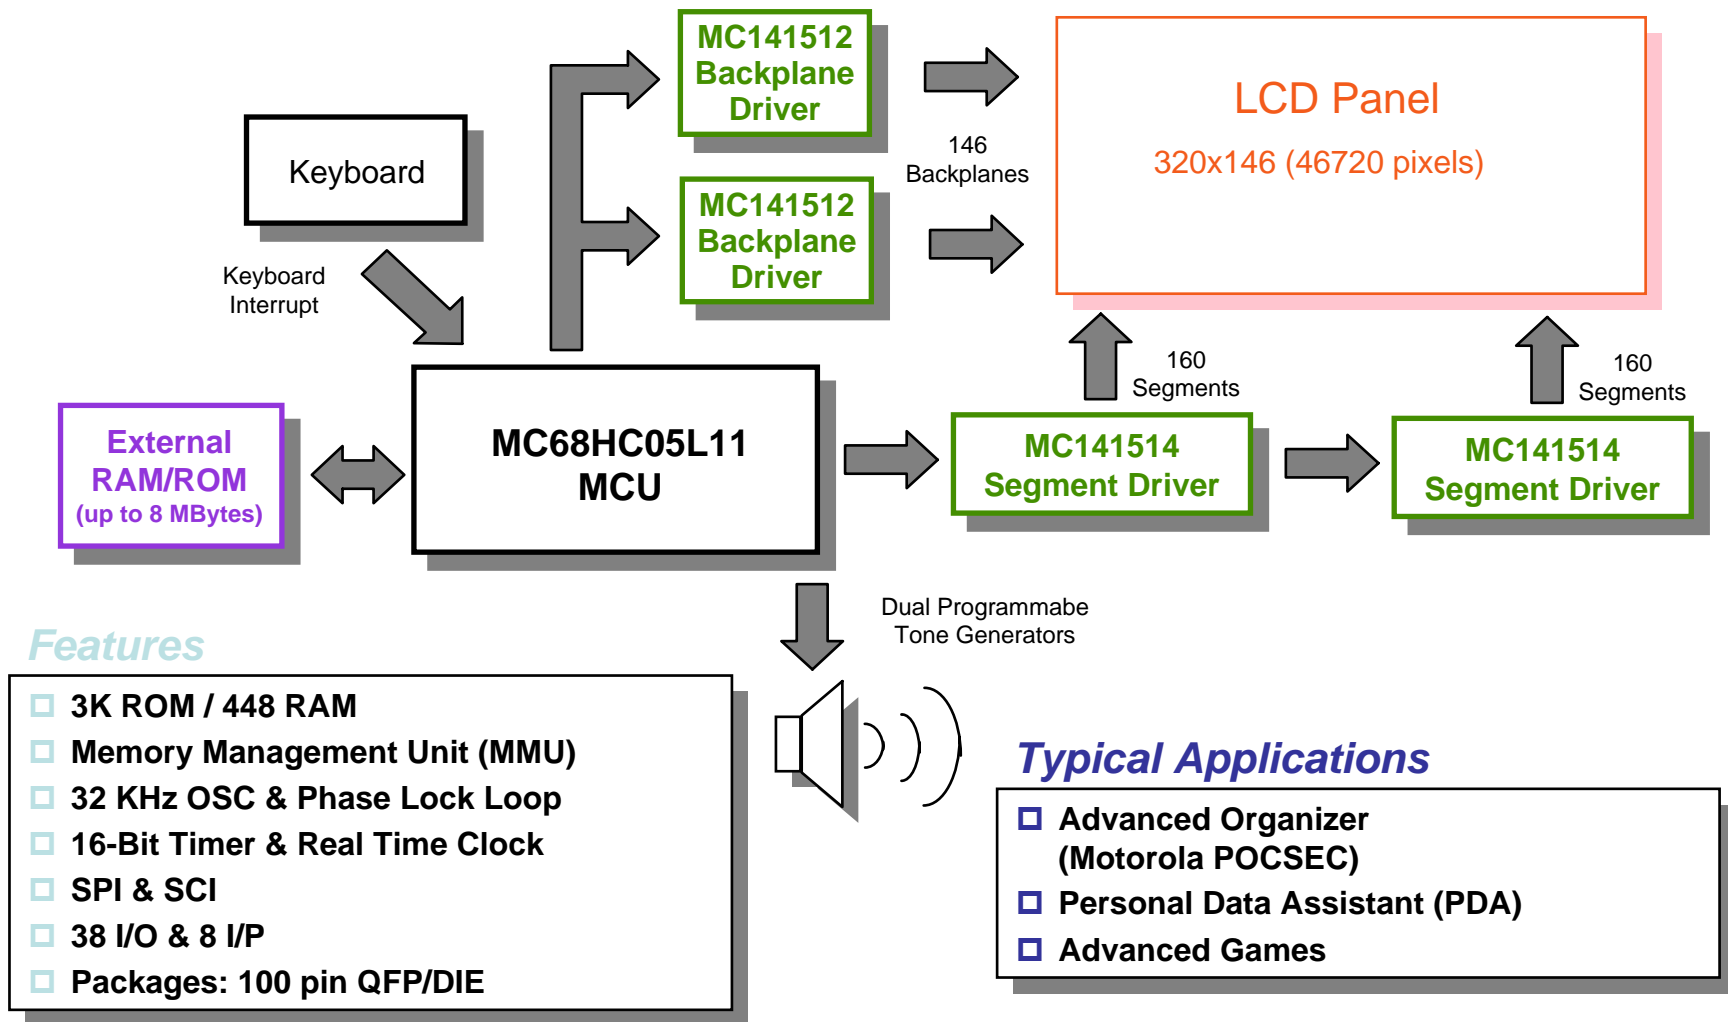 MC141512
Backplane
Driver
LCD Panel
320x146 (46720 pixels)
146
Backplanes
Keyboard
MC141512
Backplane
Driver
Keyboard
Interrupt
160
Segments
160
Segments
External
RAM/ROM
(up to 8 MBytes)
MC68HC05L11
MCU
MC141514
Segment Driver
MC141514
Segment Driver
Dual Programmabe
Tone Generators
Features
3K ROM / 448 RAM
Memory Management Unit (MMU)
32 KHz OSC & Phase Lock Loop
16-Bit Timer & Real Time Clock
SPI & SCI
38 I/O & 8 I/P
Packages: 100 pin QFP/DIE
Typical Applications
Advanced Organizer
(Motorola POCSEC)
Personal Data Assistant (PDA)
Advanced Games